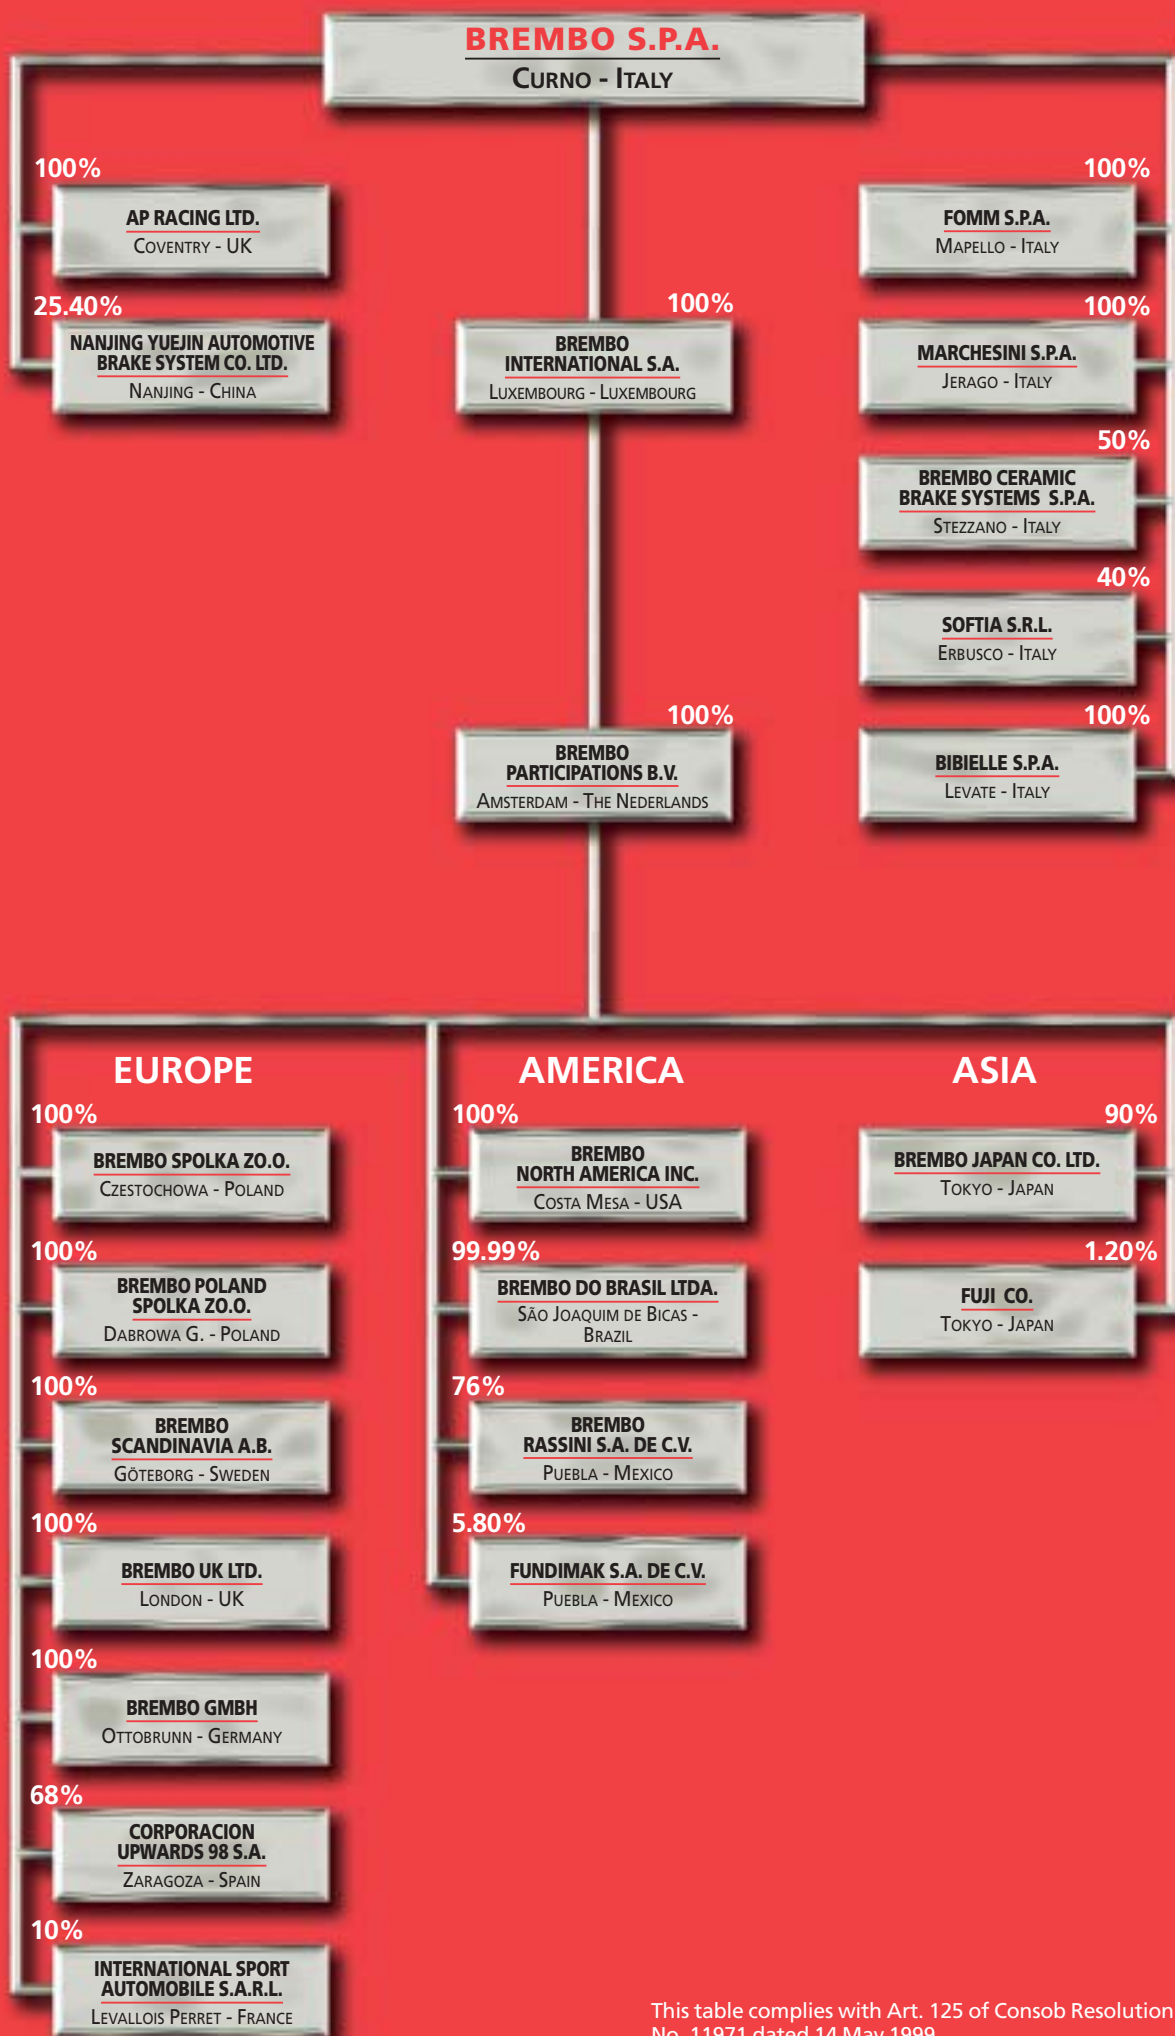 BREMBO S.P.A.
CURNO - ITALY
100%
AP RACING LTD.
COVENTRY - UK
25.40%
NANJING YUEJIN AUTOMOTIVE
BRAKE SYSTEM CO. LTD.
NANJING - CHINA
100%
BREMBO
INTERNATIONAL S.A.
LUXEMBOURG - LUXEMBOURG
100%
BREMBO
PARTICIPATIONS B.V.
AMSTERDAM - THE NEDERLANDS
100%
FOMM S.P.A.
MAPELLO - ITALY
100%
MARCHESINI S.P.A.
JERAGO - ITALY
50%
BREMBO CERAMIC
BRAKE SYSTEMS S.P.A.
STEZZANO - ITALY
40%
SOFTIA S.R.L.
ERBUSCO - ITALY
100%
BIBIELLE S.P.A.
LEVATE - ITALY
EUROPE
100%
BREMBO SPOLKA ZO.O.
CZESTOCHOWA - POLAND
100%
BREMBO POLAND
SPOLKA ZO.O.
DABROWA G. - POLAND
100%
BREMBO
SCANDINAVIA A.B.
GÖTEBORG - SWEDEN
100%
BREMBO UK LTD.
LONDON - UK
100%
BREMBO GMBH
OTTOBRUNN - GERMANY
68%
CORPORACION
UPWARDS 98 S.A.
ZARAGOZA - SPAIN
10%
INTERNATIONAL SPORT
AUTOMOBILE S.A.R.L.
LEVALLOIS PERRET - FRANCE
AMERICA
100%
BREMBO
NORTH AMERICA INC.
COSTA MESA - USA
99.99%
BREMBO DO BRASIL LTDA.
SÃO JOAQUIM DE BICAS -
BRAZIL
76%
BREMBO
RASSINI S.A. DE C.V.
PUEBLA - MEXICO
5.80%
FUNDIMAK S.A. DE C.V.
PUEBLA - MEXICO
ASIA
90%
BREMBO JAPAN CO. LTD.
TOKYO - JAPAN
1.20%
FUJI CO.
TOKYO - JAPAN
This table complies with Art. 125 of Consob Resolution
No. 11971 dated 14 May 1999